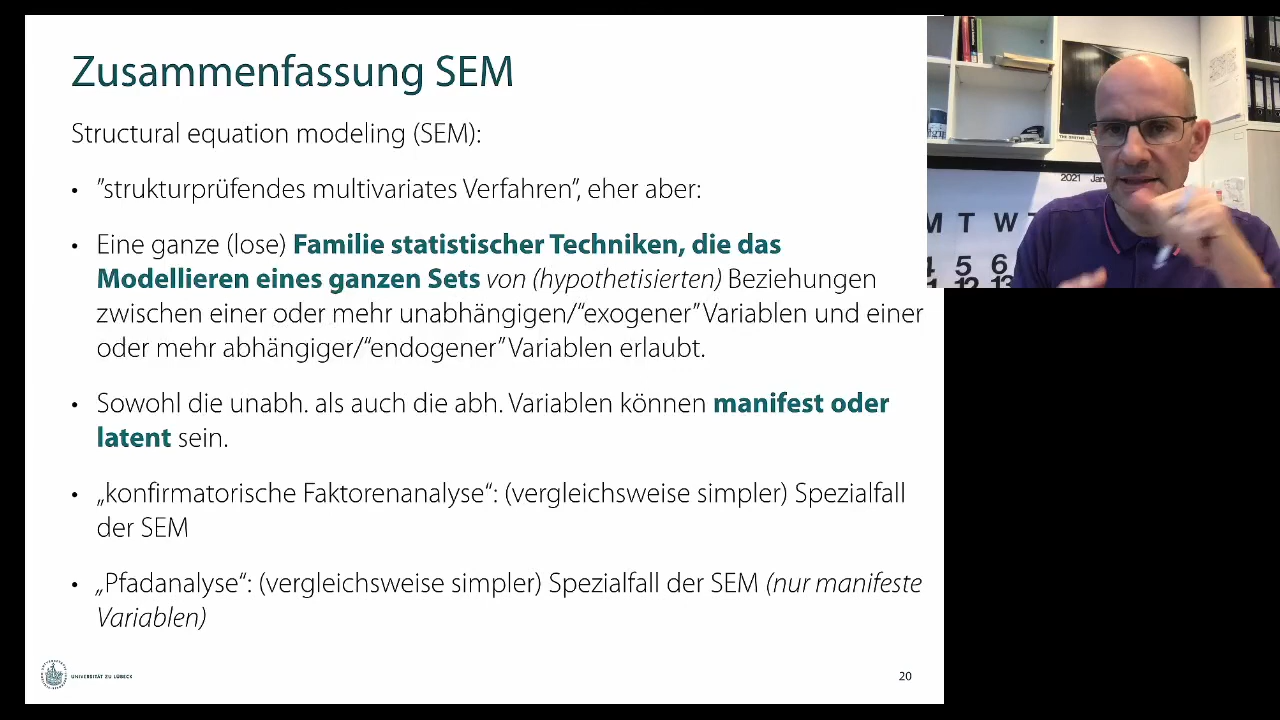 Zusammenfassung SEM
Structural equation modeling (SEM):
• ”strukturprüfendes multivariates Verfahren”, eher aber:
• Eine ganze (lose) Familie statistischer Techniken, die das
Modellieren eines ganzen Sets von (hypothetisierten) Beziehungen
zwischen einer oder mehr unabhängigen/“exogener” Variablen und einer
oder mehr abhängiger/“endogener” Variablen erlaubt.
• Sowohl die unabh. als auch die abh. Variablen können manifest oder
latent sein.
• „konfirmatorische Faktorenanalyse“: (vergleichsweise simpler) Spezialfall
der SEM
• „Pfadanalyse“: (vergleichsweise simpler) Spezialfall der SEM (nur manifeste
Variablen)
UNIVERSITÄT ZU LÜBECK
20
2021 Jan
M T W T
4 5 6
11 12 13